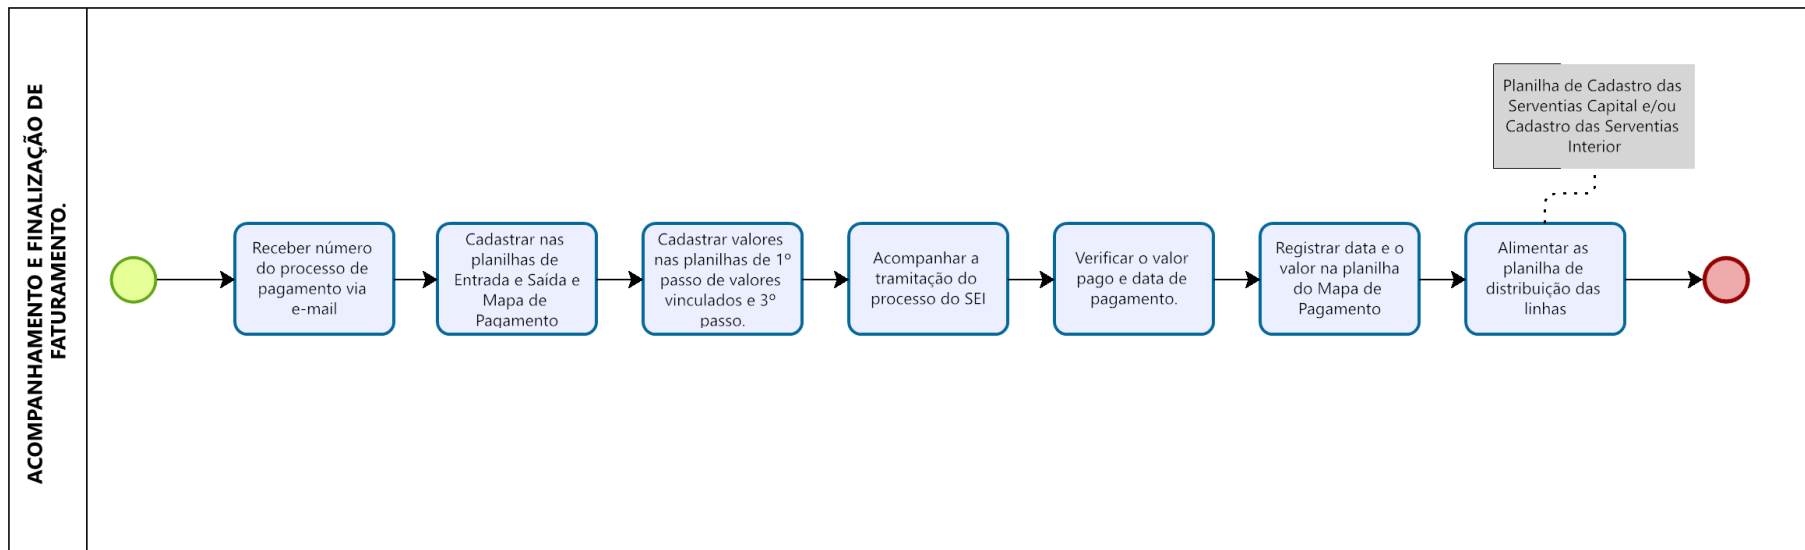 ACOMPANHAMENTO E FINALIZAÇÃO DE
FATURAMENTO.
Receber número
do processo de
pagamento via
e-mail
Cadastrar nas
planilhas de
Entrada e Saída e
Mapa de
Pagamento
Cadastrar valores
nas planilhas de 1º
passo de valores
vinculados e 3º
passo.
Acompanhar a
tramitação do
processo do SEI
Verificar o valor
pago e data de
pagamento.
Registrar data e o
valor na planilha
do Mapa de
Pagamento
Alimentar as
planilha de
distribuição das
linhas
Planilha de Cadastro das
Serventias Capital e/ou
Cadastro das Serventias
Interior